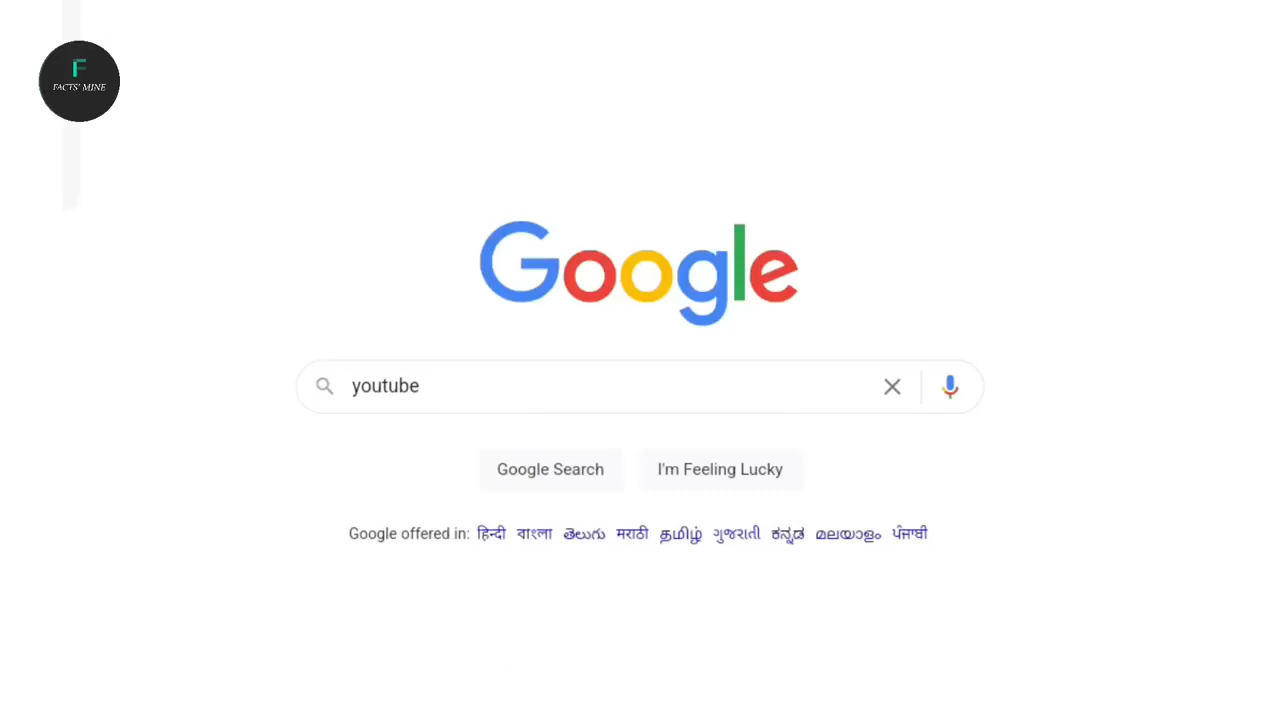 F
FACTS' MINE
Google
youtube
Google Search
I'm Feeling Lucky
Google offered in: हिन्दी বাংলা తెలుగు मराठी தமிழ் ગુજરાતી ಕನ್ನಡ മലയാളം ਪੰਜਾਬੀ